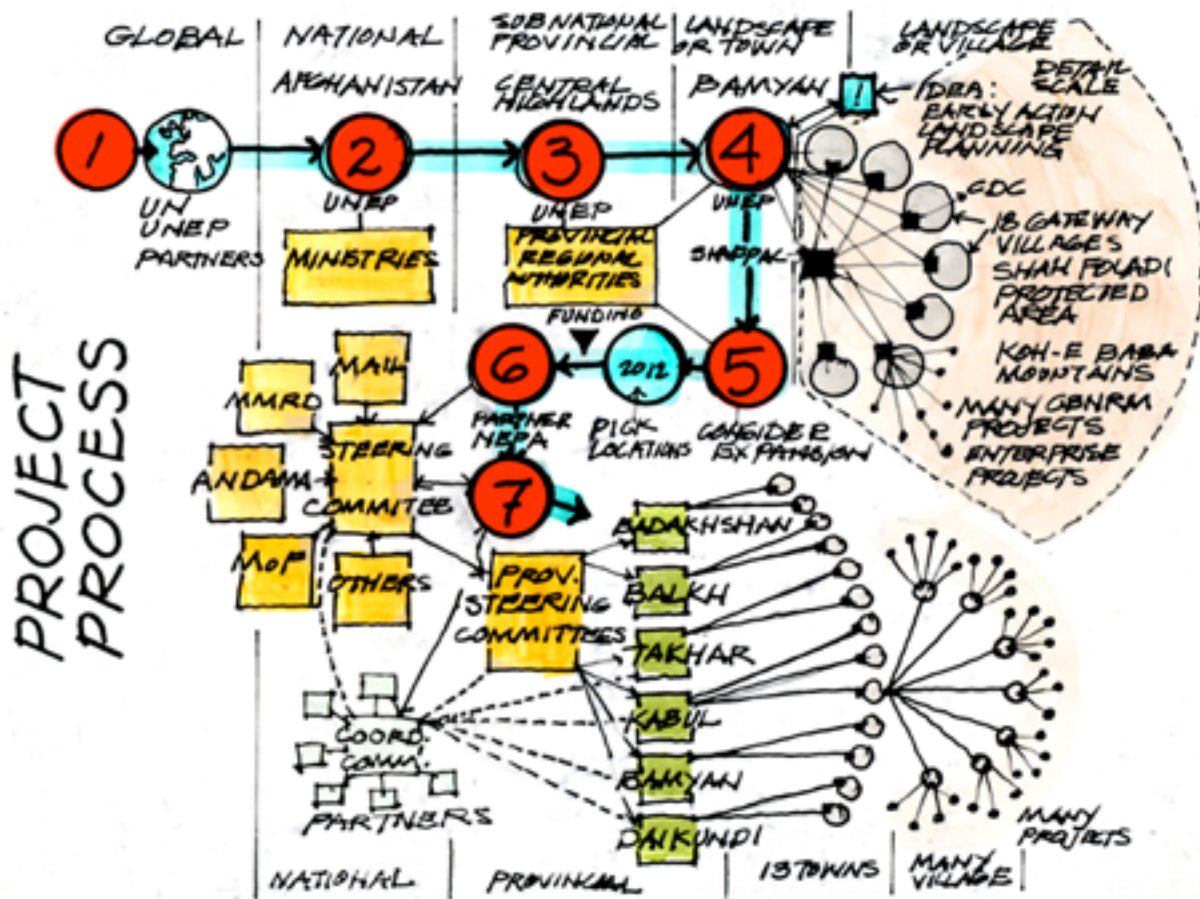 PROJECT
PROCESS
GLOBAL
NATIONAL
SUBNATIONAL
PROVINCIAL
LANDSCAPE
OR TOWN
LANDSCAPE
OR VILLAGE
AFGHANISTAN
CENTRAL
HIGHLANDS
BAMYAN
DETAIL
SCALE
1
2
3
4
!
IDEA:
EARLY ACTION
LANDSCAPE
PLANNING
UN
UNEP
PARTNERS
UNEP
MINISTRIES
UNEP
PROVINCIAL
REGIONAL
AUTHORITIES
UNEP
SHAPPAL
CDC
18 GATEWAY
VILLAGES
SHAH FOLADI
PROTECTED
AREA
KOH-E BABA
MOUNTAINS
MANY CBNRM
PROJECTS
ENTERPRISE
PROJECTS
FUNDING
6
2012
5
PARTNER
NEPA
PICK
LOCATIONS
CONSIDER
EXPANSION
7
MAIL
MMRD
STEERING
COMMITEE
ANDAMA
MOF
OTHERS
PROV.
STEERING
COMMITTEES
BADAKHSHAN
BALKH
TAKHAR
KABUL
BAMYAN
DAIKUNDI
COORD.
COMM.
PARTNERS
MANY
PROJECTS
NATIONAL
PROVINCIAL
13 TOWNS
MANY
VILLAGE